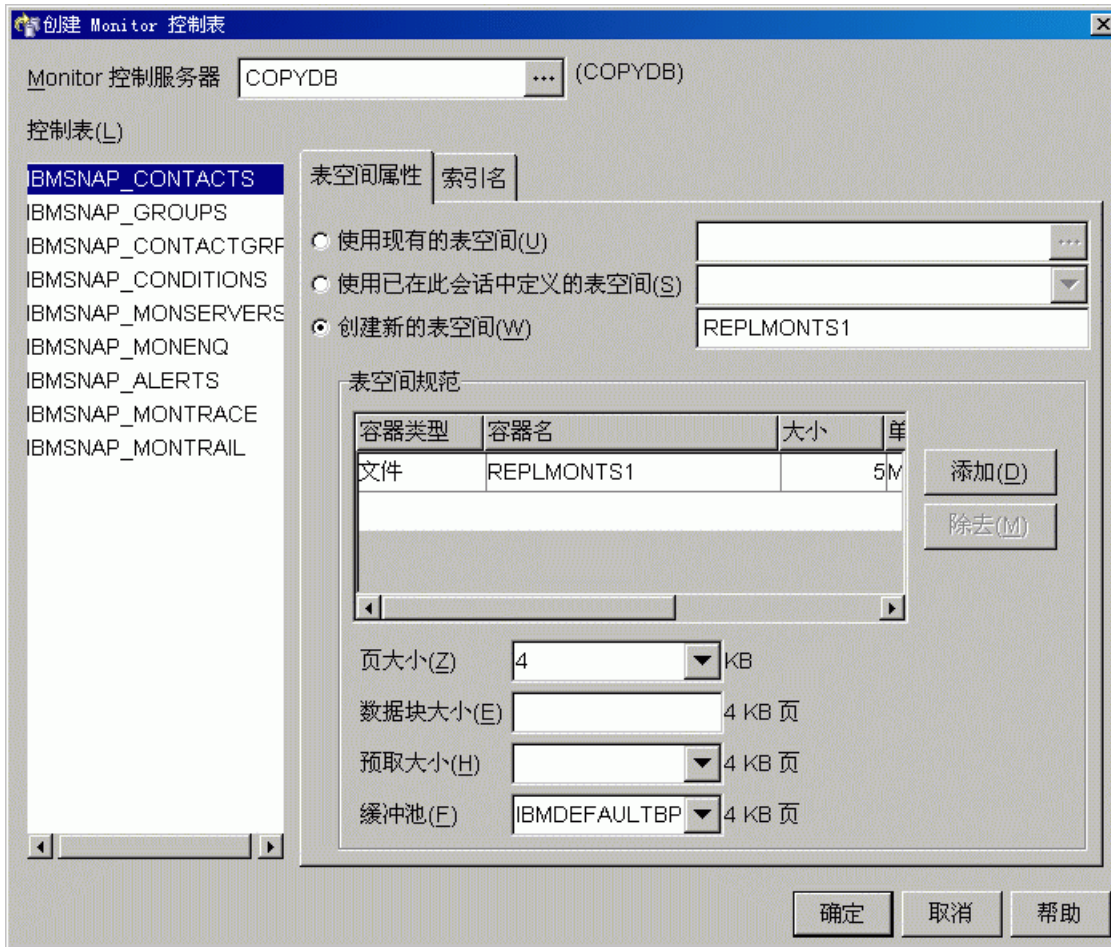 创建 Monitor 控制表
Monitor 控制服务器 COPYDB ... (COPYDB)
控制表(L)
IBMSNAP_CONTACTS
IBMSNAP_GROUPS
IBMSNAP_CONTACTGRP
IBMSNAP_CONDITIONS
IBMSNAP_MONSERVERS
IBMSNAP_MONENQ
IBMSNAP_ALERTS
IBMSNAP_MONTRACE
IBMSNAP_MONTRAIL
表空间属性 索引名
使用现有的表空间(U) ...
使用已在此会话中定义的表空间(S)
创建新的表空间(W) REPLMONTS1
表空间规范
容器类型 容器名 大小 单
文件 REPLMONTS1 5 M
添加(D)
除去(M)
页大小(Z) 4 KB
数据块大小(E) 4 KB 页
预取大小(H) 4 KB 页
缓冲池(F) IBMDEFAULTBP 4 KB 页
确定 取消 帮助